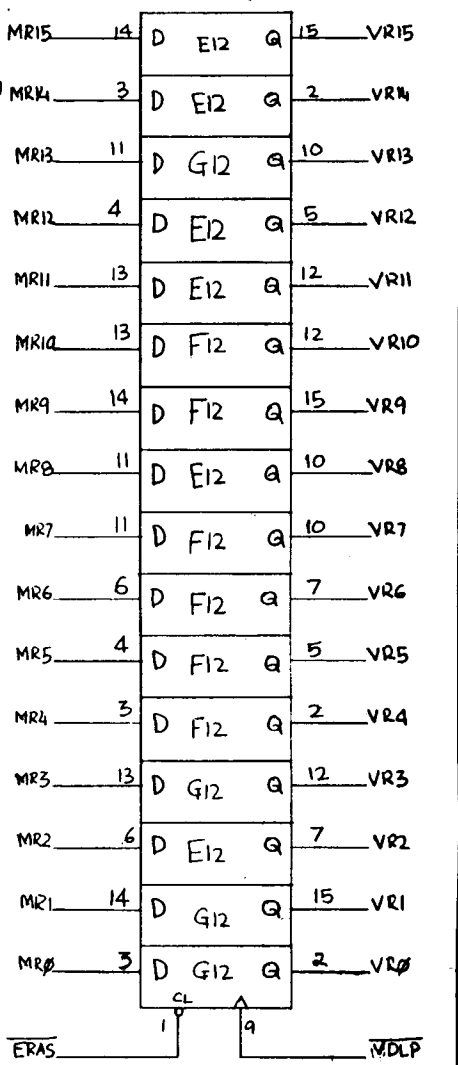 MR15 14 D E12 Q 15 VR15
MR14 3 D E12 Q 2 VR14
MR13 11 D G12 Q 10 VR13
MR12 4 D E12 Q 5 VR12
MR11 13 D E12 Q 12 VR11
MR10 13 D F12 Q 12 VR10
MR9 14 D F12 Q 15 VR9
MR8 11 D E12 Q 10 VR8
MR7 11 D F12 Q 10 VR7
MR6 6 D F12 Q 7 VR6
MR5 4 D F12 Q 5 VR5
MR4 3 D F12 Q 2 VR4
MR3 13 D G12 Q 12 VR3
MR2 6 D E12 Q 7 VR2
MR1 14 D G12 Q 15 VR1
MRØ 3 D G12 Q 2 VRØ
CL
1 9
ERAS VDLP